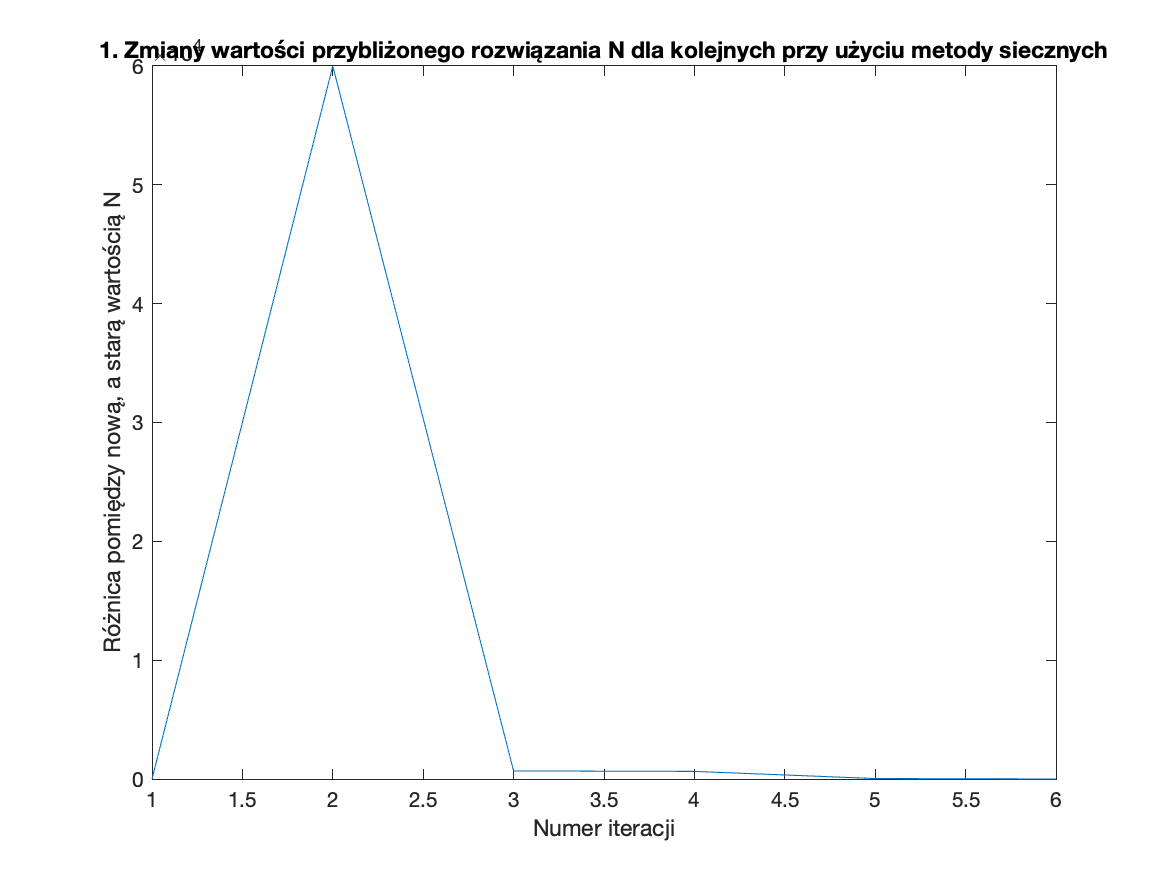 1. Zmiany wartości przybliżonego rozwiązania N dla kolejnych przy użyciu metody siecznych
×10^4
6
5
4
3
2
1
0
Różnica pomiędzy nową, a starą wartością N
1 1.5 2 2.5 3 3.5 4 4.5 5 5.5 6
Numer iteracji